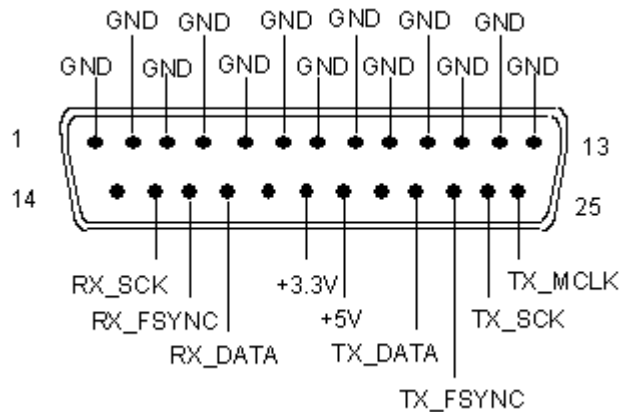 GND GND GND GND GND GND
GND GND GND GND GND GND GND
1 13
14 25
RX_SCK +3.3V TX_MCLK
RX_FSYNC +5V TX_SCK
RX_DATA TX_DATA
TX_FSYNC